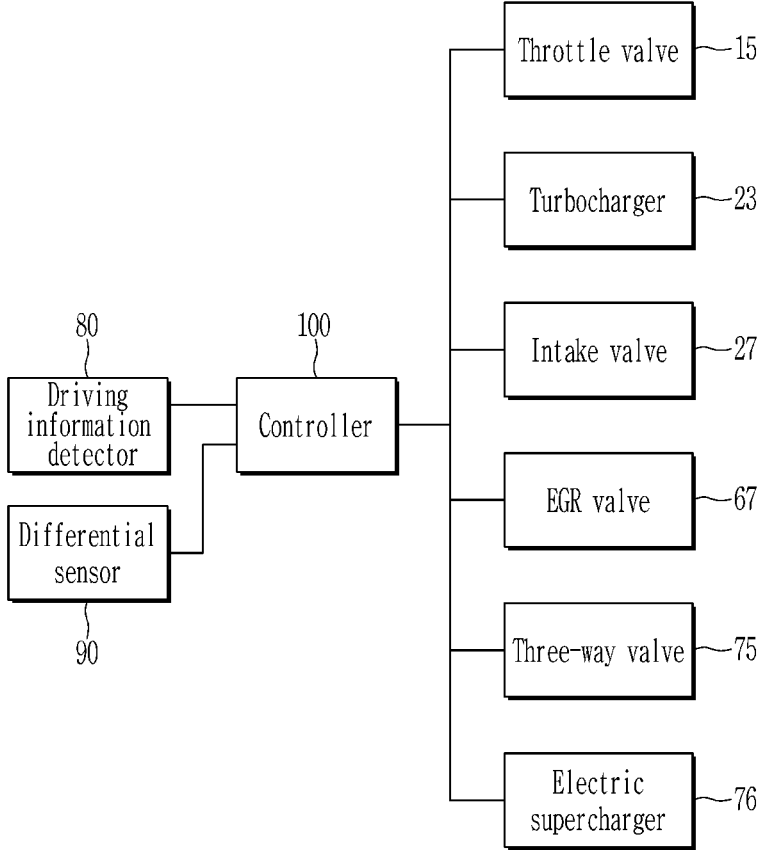 Throttle valve
15
Turbocharger
23
Intake valve
27
80
100
Driving
information
detector
Controller
EGR valve
67
Differential
sensor
90
Three-way valve
75
Electric
supercharger
76